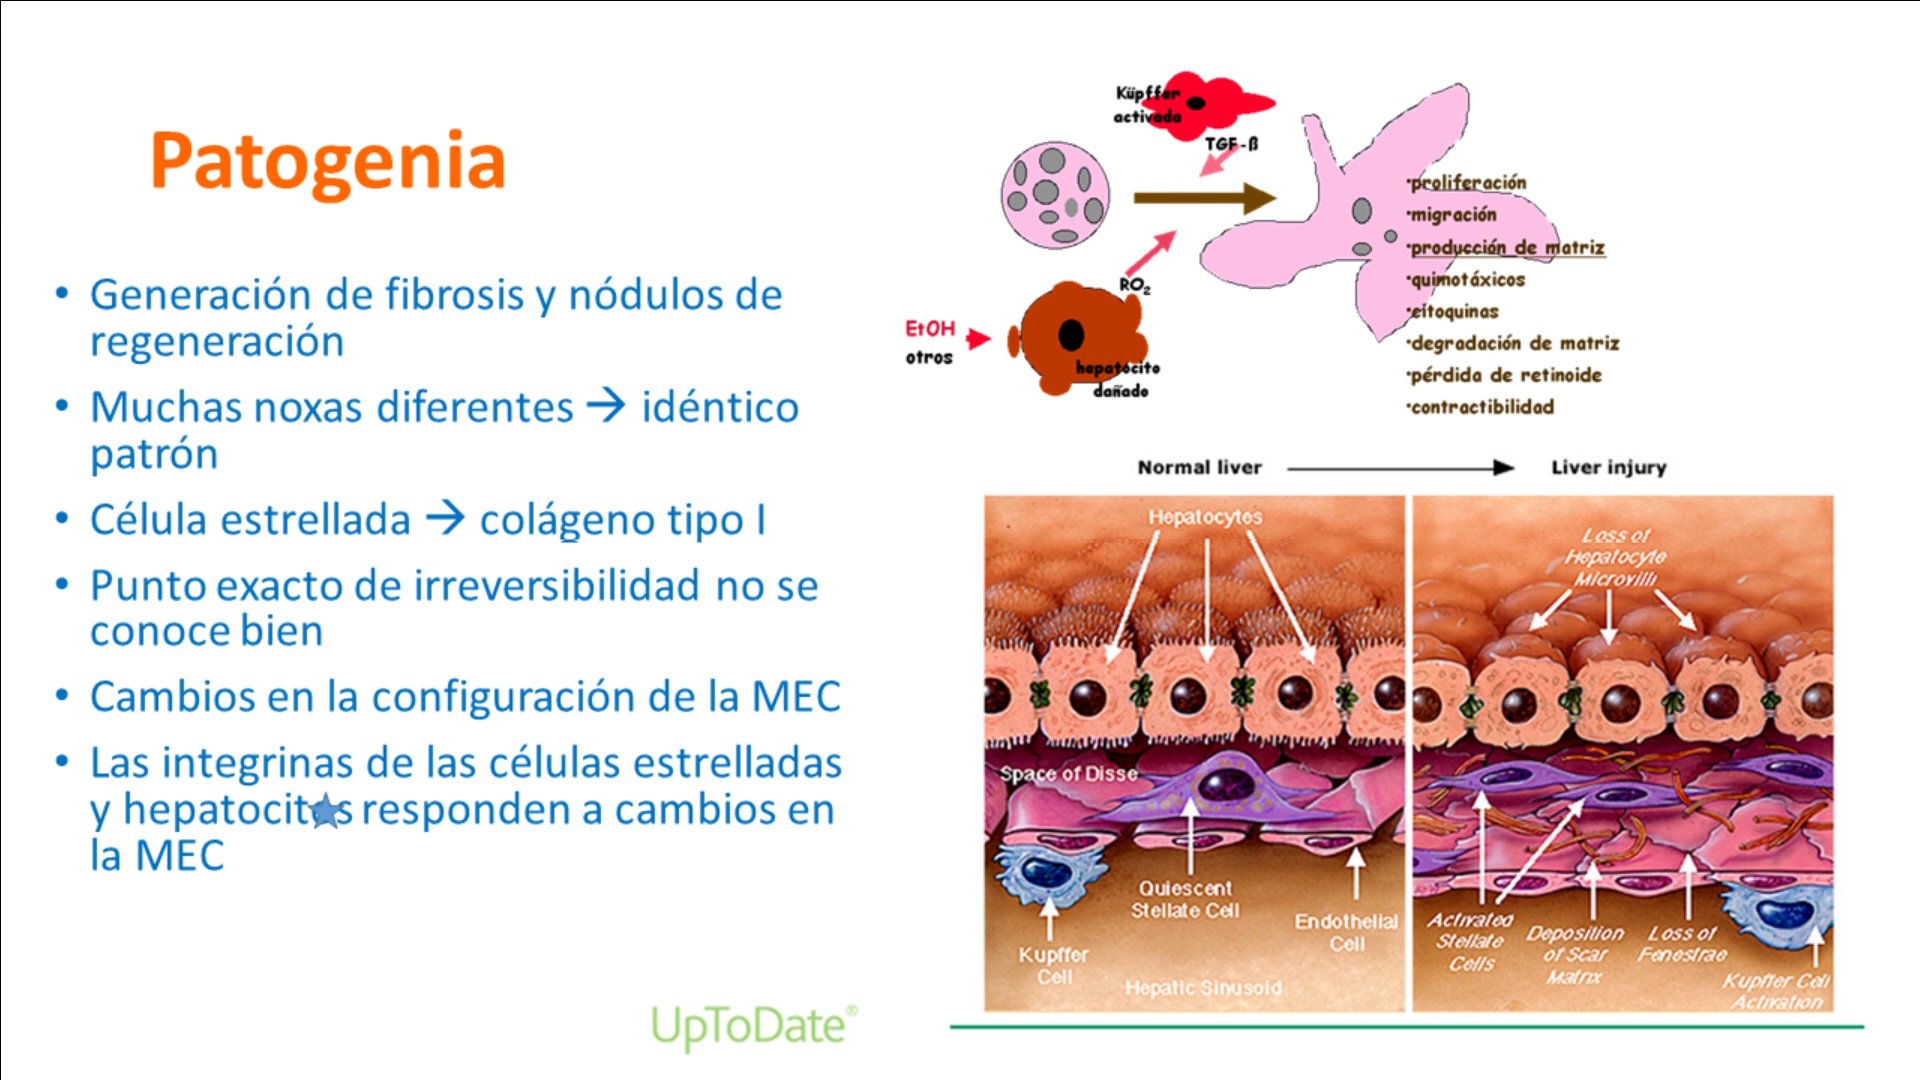 Patogenia
• Generación de fibrosis y nódulos de
regeneración
• Muchas noxas diferentes → idéntico
patrón
• Célula estrellada → colágeno tipo I
• Punto exacto de irreversibilidad no se
conoce bien
• Cambios en la configuración de la MEC
• Las integrinas de las células estrelladas
y hepatocitos responden a cambios en
la MEC
UpToDate®
Küpffer
activada
TGF-ß
RO₂
EtOH
otros
hepatocito
dañado
•proliferación
•migración
•producción de matriz
•quimotáxicos
•citoquinas
•degradación de matriz
•pérdida de retinoide
•contractibilidad
Normal liver
Liver injury
Hepatocytes
Space of Disse
Quiescent
Stellate Cell
Endothelial
Cell
Kupffer
Cell
Hepatic Sinusoid
Loss of
Hepatocyte
Microvilli
Activated
Stellate
Cells
Deposition
of Scar
Matrix
Loss of
Fenestrae
Kupffer Cell
Activation